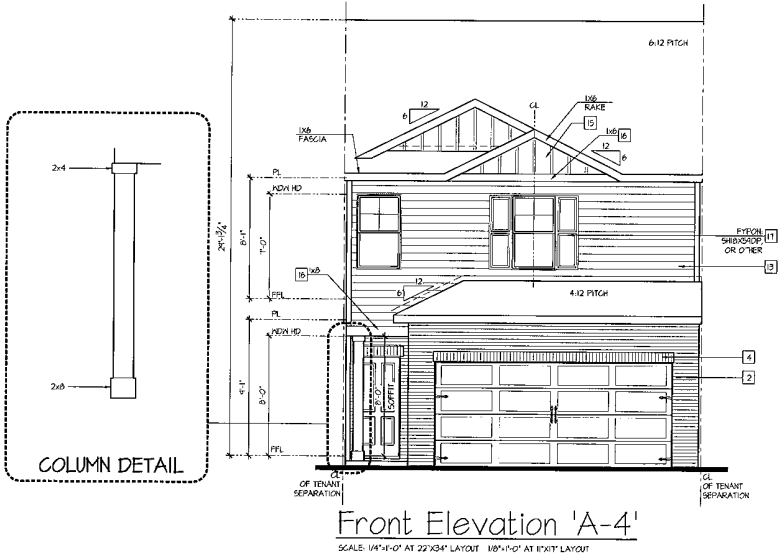 6:12 PITCH
12
6
CL
1x6
RAKE
15
1x6 16
12
6
1x6
FASCIA
PL
WDW HD
2x4
29'-1 3/4"
8'-1"
7'-0"
17
FYPON
SH18X54DP,
OR OTHER
13
16 1x8
12
6
4:12 PITCH
FFL
PL
WDW HD
4
2
2x8
8'-0"
8'-0"
SOFFIT
FFL
COLUMN DETAIL
CL
OF TENANT
SEPARATION
CL
OF TENANT
SEPARATION
Front Elevation 'A-4'
SCALE: 1/4"=1'-0" AT 22"X34" LAYOUT 1/8"=1'-0" AT 11"X17" LAYOUT